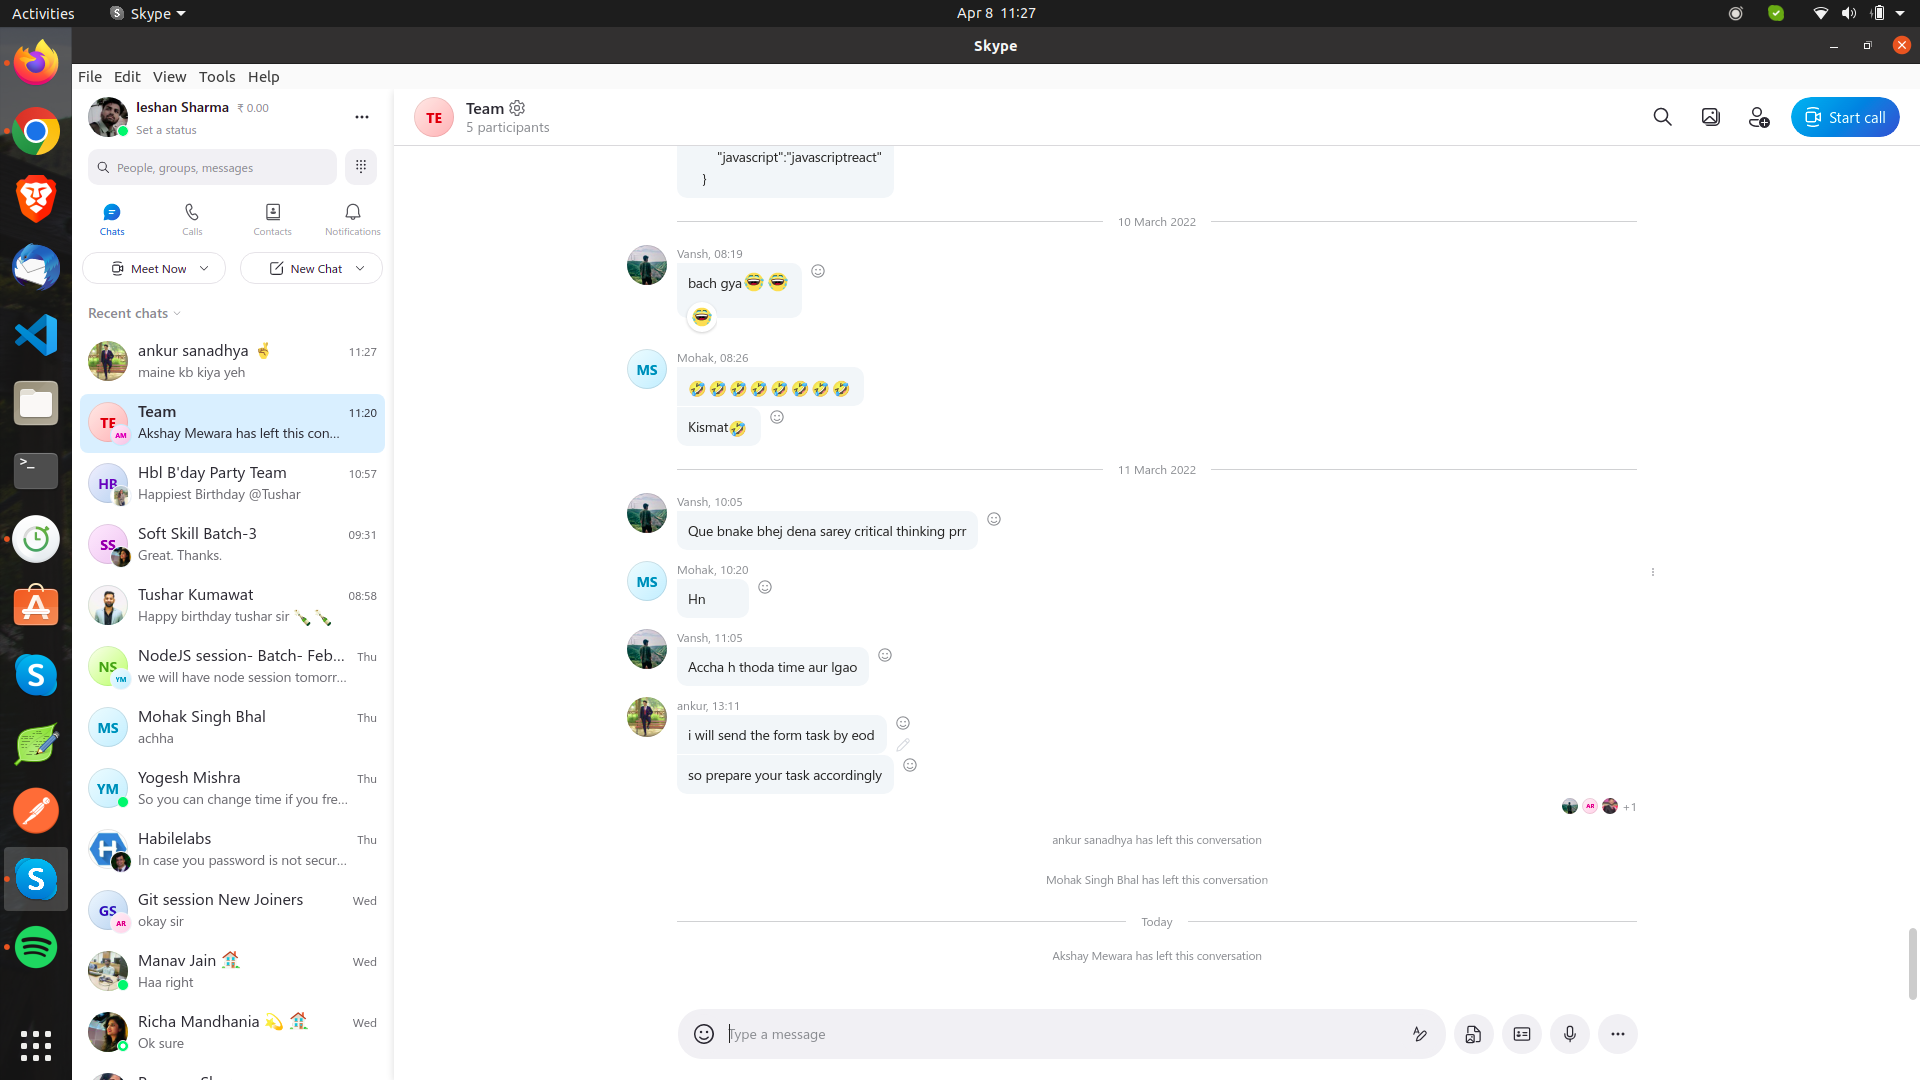 Activities
Skype
Apr 8 11:27
Skype
File Edit View Tools Help
Ieshan Sharma ₹ 0.00
Set a status
People, groups, messages
Chats Calls Contacts Notifications
Meet Now New Chat
Recent chats
ankur sanadhya 🤞 11:27
maine kb kiya yeh
TE AM
Team 11:20
Akshay Mewara has left this con...
HB
Hbl B'day Party Team 10:57
Happiest Birthday @Tushar
SS
Soft Skill Batch-3 09:31
Great. Thanks.
Tushar Kumawat 08:58
Happy birthday tushar sir 🍾🍾
NS YM
NodeJS session- Batch- Feb... Thu
we will have node session tomorr...
MS
Mohak Singh Bhal Thu
achha
YM
Yogesh Mishra Thu
So you can change time if you fre...
Habilelabs Thu
In case you password is not secur...
GS AR
Git session New Joiners Wed
okay sir
Manav Jain 🏠 Wed
Haa right
Richa Mandhania 💫 🏠 Wed
Ok sure
TE
Team
5 participants
Start call
"javascript":"javascriptreact"
}
10 March 2022
Vansh, 08:19
bach gya😂😂
😂
MS
Mohak, 08:26
🤣🤣🤣🤣🤣🤣🤣🤣
Kismat🤣
11 March 2022
Vansh, 10:05
Que bnake bhej dena sarey critical thinking prr
MS
Mohak, 10:20
Hn
Vansh, 11:05
Accha h thoda time aur lgao
ankur, 13:11
i will send the form task by eod
so prepare your task accordingly
AR +1
ankur sanadhya has left this conversation
Mohak Singh Bhal has left this conversation
Today
Akshay Mewara has left this conversation
Type a message